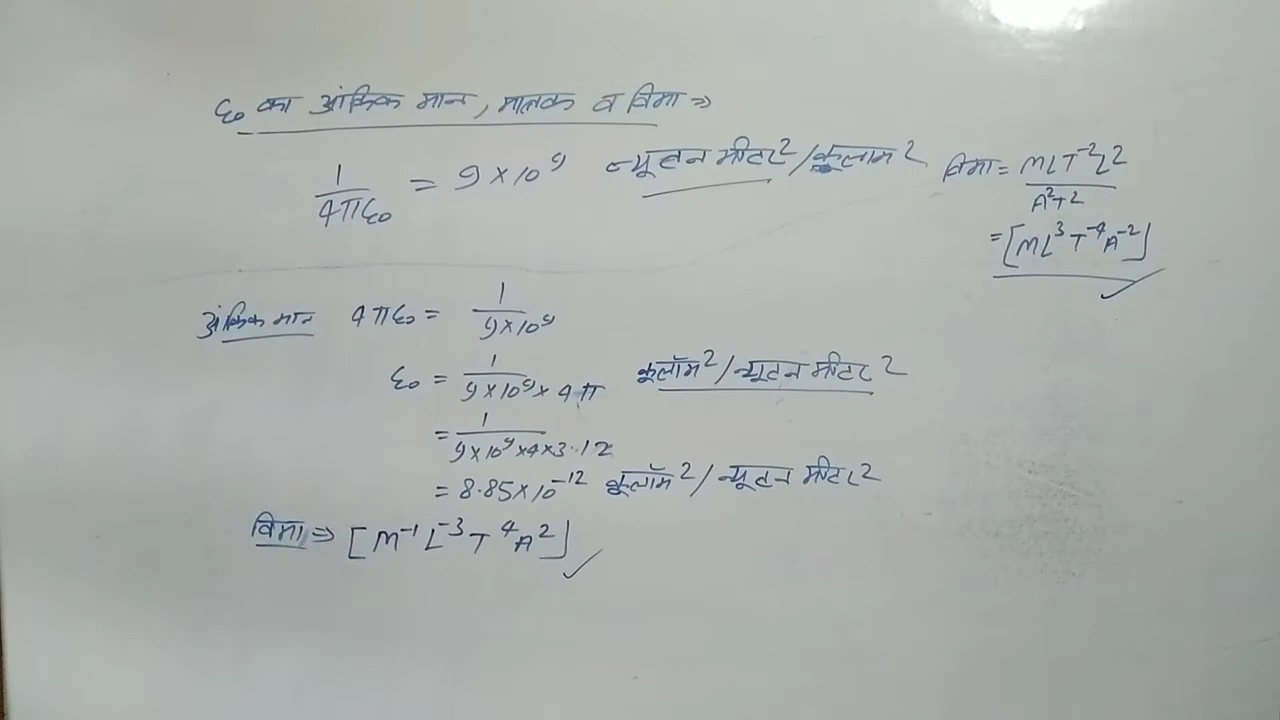 ε₀ का आंकिक मान, मात्रक व विमा ⇒
1/4πε₀ = 9 × 10⁹ न्यूटन मीटर²/कूलाम²
विमा = MLT⁻²L²/A²T²
= [ML³T⁻⁴A⁻²] ✓
आंकिक मान 4πε₀ = 1/9×10⁹
ε₀ = 1/9×10⁹×4π कूलॉम²/न्यूटन मीटर²
= 1/9×10⁹×4×3.12
= 8.85×10⁻¹² कूलॉम²/न्यूटन मीटर²
विमा ⇒ [M⁻¹L⁻³T⁴A²] ✓